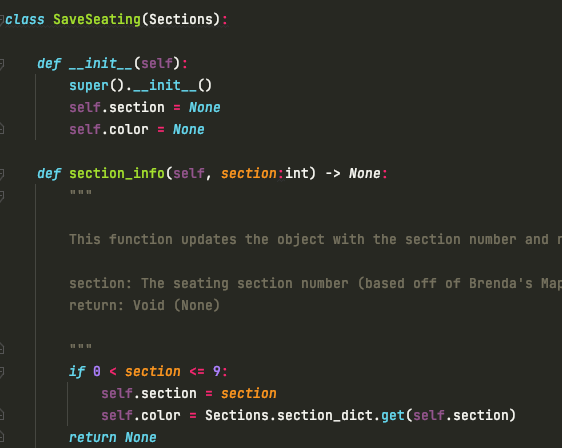 class SaveSeating(Sections):
def __init__(self):
super().__init__()
self.section = None
self.color = None
def section_info(self, section:int) -> None:
"""
This function updates the object with the section number and
section: The seating section number (based off of Brenda's Map
return: Void (None)
"""
if 0 < section <= 9:
self.section = section
self.color = Sections.section_dict.get(self.section)
return None